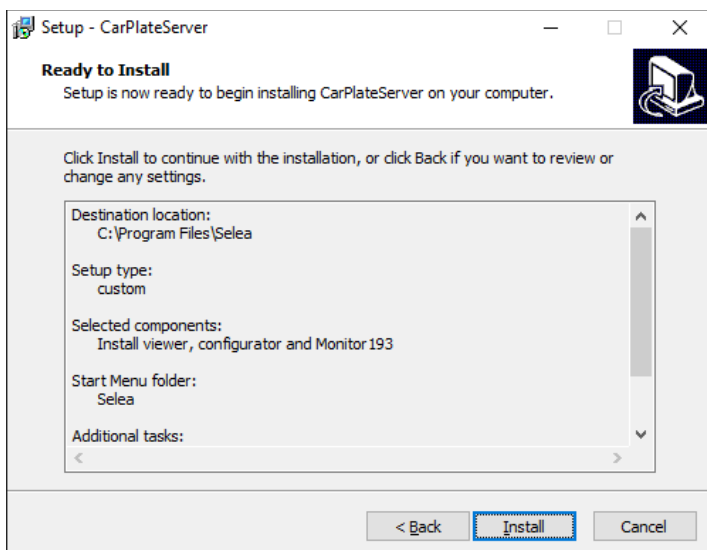 Setup - CarPlateServer
Ready to Install
Setup is now ready to begin installing CarPlateServer on your computer.
Click Install to continue with the installation, or click Back if you want to review or
change any settings.
Destination location:
C:\Program Files\Selea
Setup type:
custom
Selected components:
Install viewer, configurator and Monitor193
Start Menu folder:
Selea
Additional tasks:
< Back
Install
Cancel